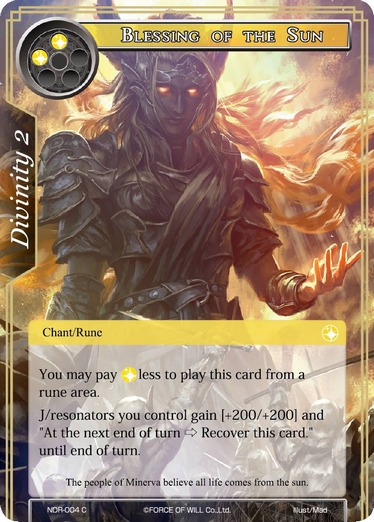 Blessing of the Sun
Divinity 2
Chant/Rune
You may pay less to play this card from a
rune area.
J/resonators you control gain [+200/+200] and
"At the next end of turn ⇨ Recover this card."
until end of turn.
The people of Minerva believe all life comes from the sun.
NDR-004 C ©FORCE OF WILL Co.,Ltd. Illust/Mad